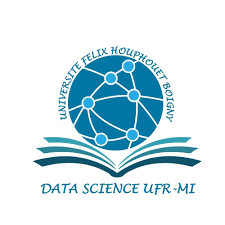 UNIVERSITE FELIX HOUPHOUET BOIGNY
DATA SCIENCE UFR-MI